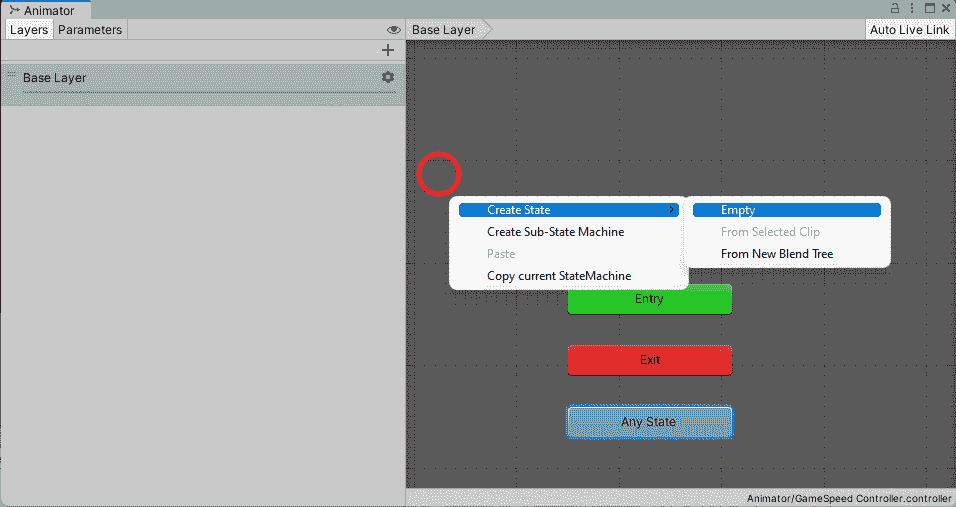 Animator
Layers Parameters
Base Layer
Auto Live Link
Base Layer
Create State
Empty
Create Sub-State Machine
From Selected Clip
Paste
From New Blend Tree
Copy current StateMachine
Entry
Exit
Any State
Animator/GameSpeed Controller.controller